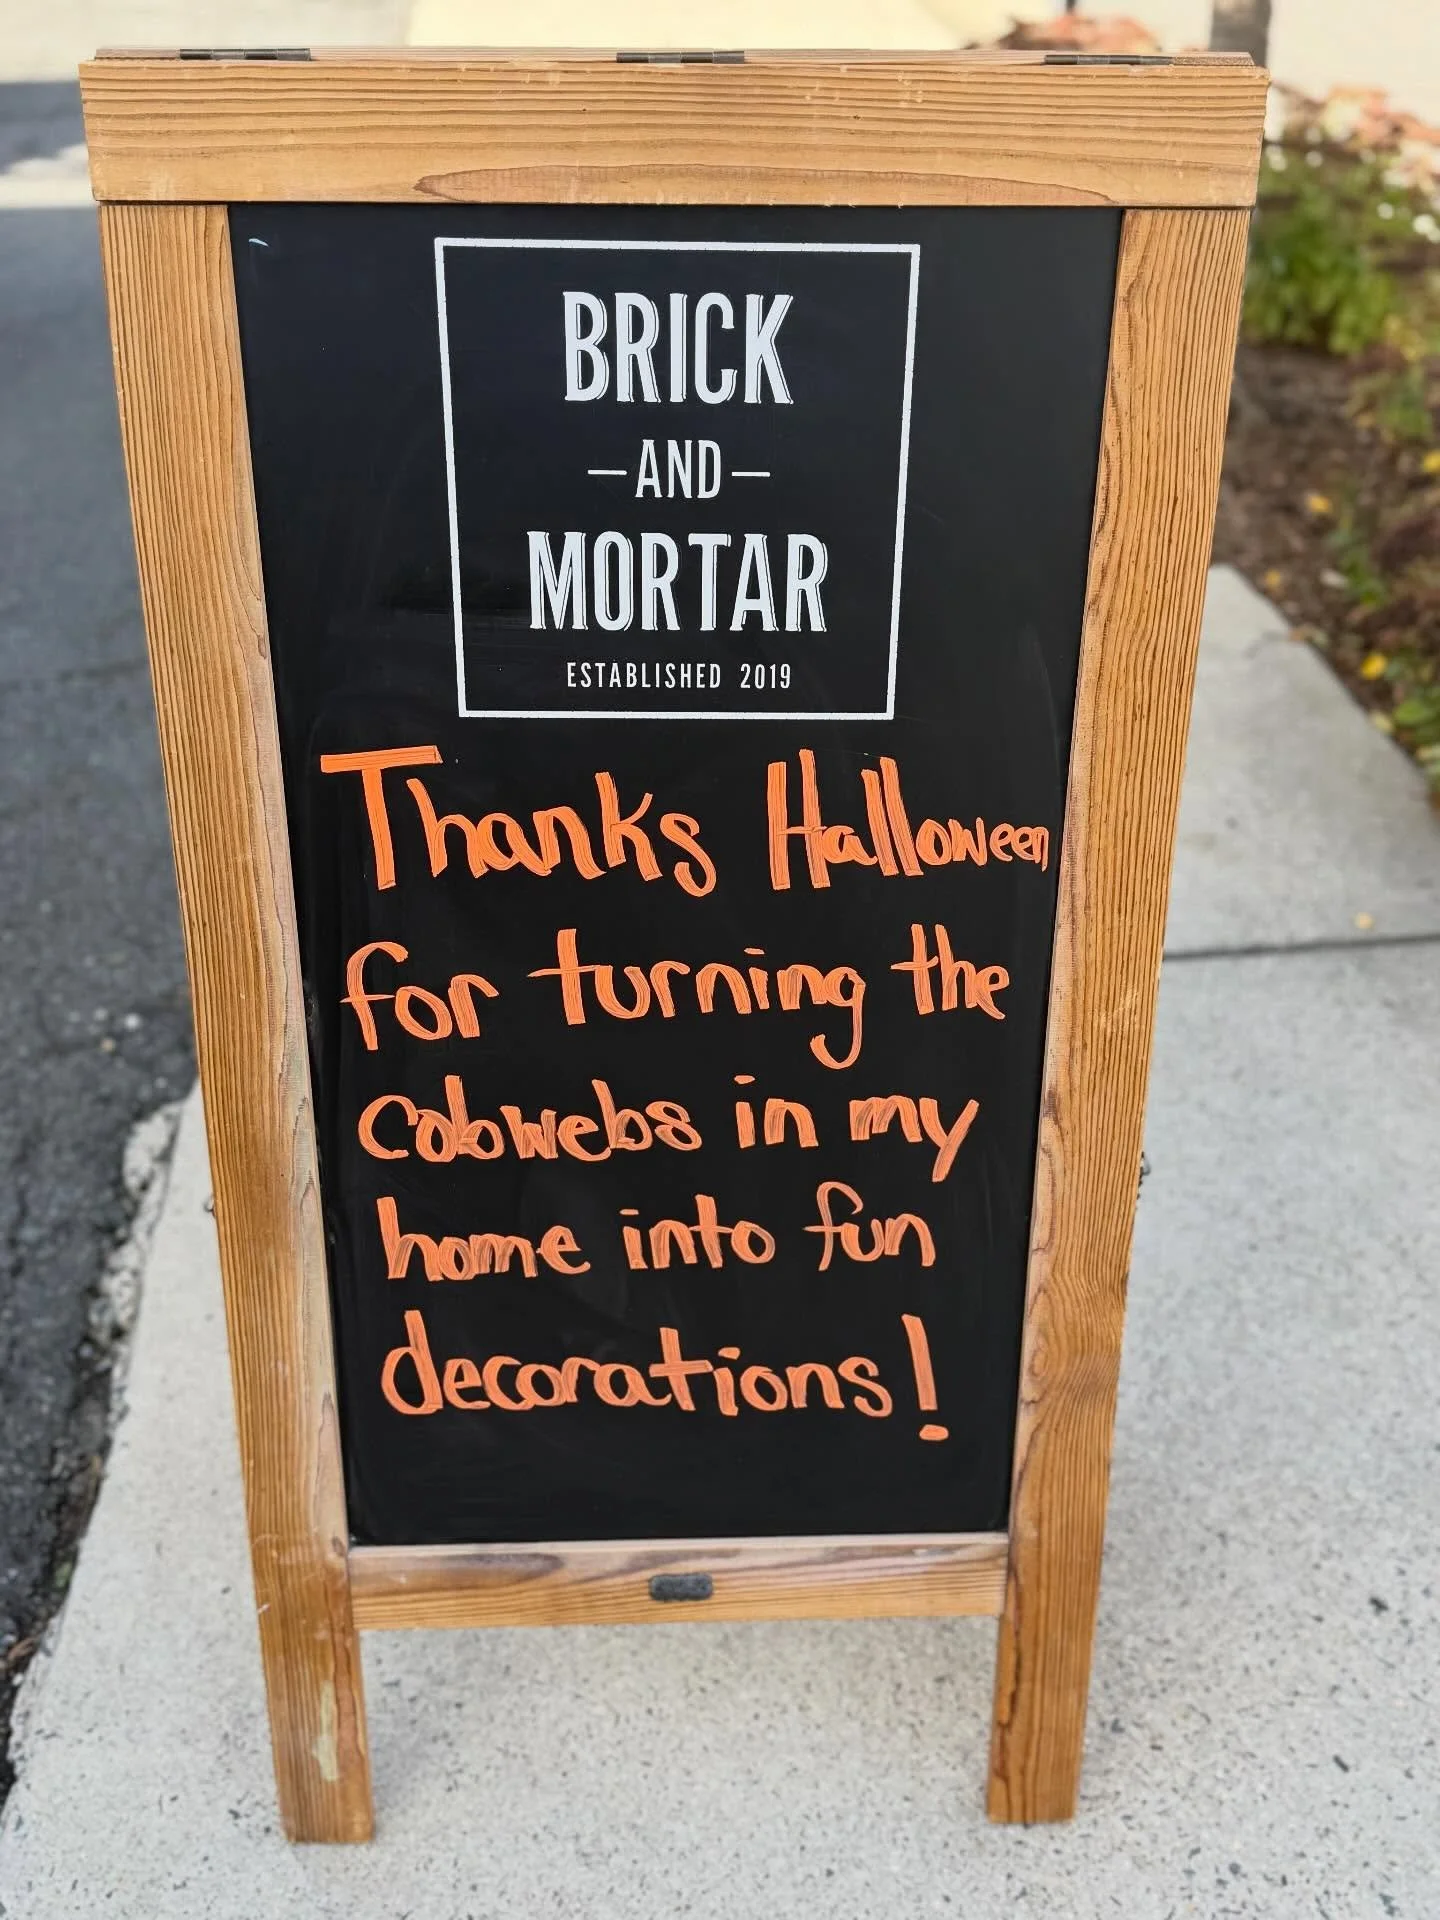 BRICK
—AND—
MORTAR
ESTABLISHED 2019
Thanks Halloween
for turning the
cobwebs in my
home into fun
decorations!